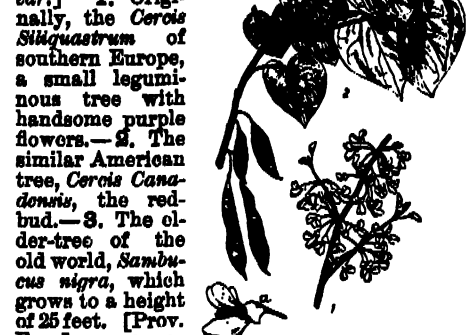 1. Origi-
nally, the Cercis
Siliquastrum of
southern Europe,
a small legumi-
nous tree with
handsome purple
flowers.—2. The
similar American
tree, Cercis Cana-
densis, the red-
bud.—3. The el-
der-tree of the
old world, Sambu-
cus nigra, which
grows to a height
of 25 feet. [Prov.
a